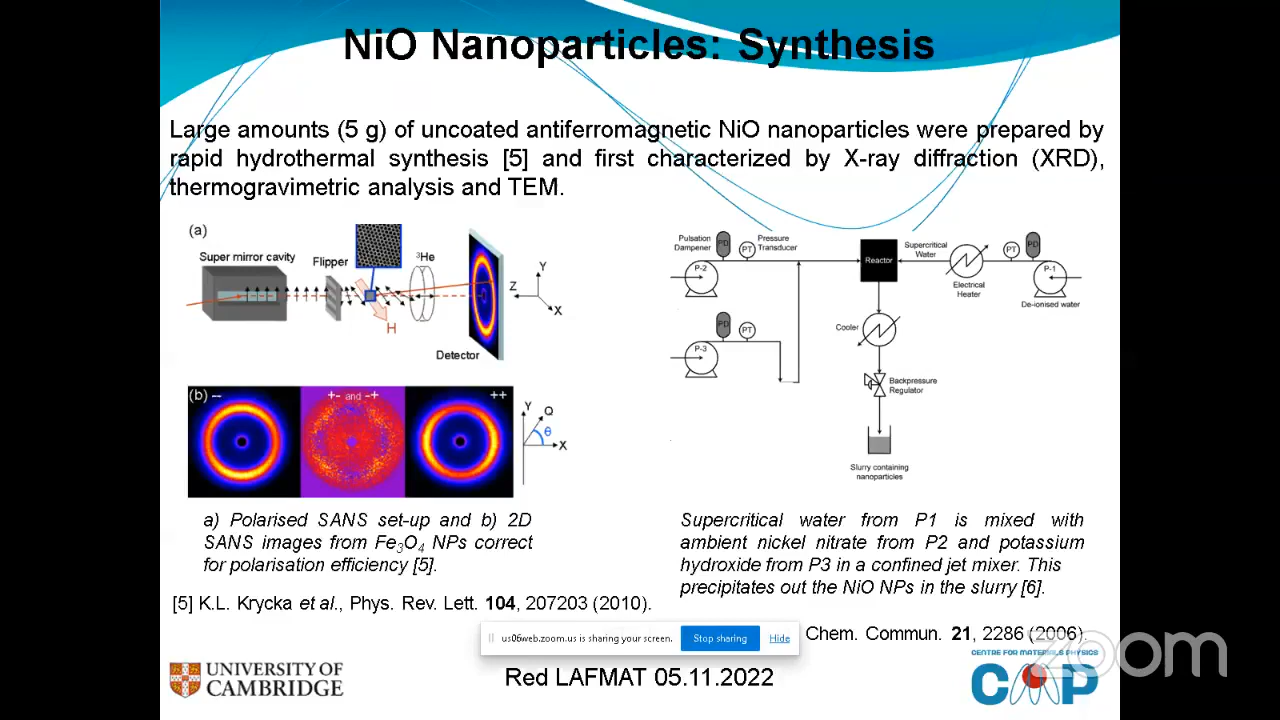 NiO Nanoparticles: Synthesis
Large amounts (5 g) of uncoated antiferromagnetic NiO nanoparticles were prepared by
rapid hydrothermal synthesis [5] and first characterized by X-ray diffraction (XRD),
thermogravimetric analysis and TEM.
(a)
Super mirror cavity
Flipper
³He
H
Detector
Y
Z
X
(b) --
+- and -+
++
Y
Q
θ
X
a) Polarised SANS set-up and b) 2D
SANS images from Fe₃O₄ NPs correct
for polarisation efficiency [5].
Pulsation
Dampener
PD
PT
Pressure
Transducer
P-2
Reactor
Supercritical
Water
Electrical
Heater
PT
PD
P-1
De-ionised water
PD
PT
P-3
Cooler
Backpressure
Regulator
Slurry containing
nanoparticles
Supercritical water from P1 is mixed with
ambient nickel nitrate from P2 and potassium
hydroxide from P3 in a confined jet mixer. This
precipitates out the NiO NPs in the slurry [6].
[5] K.L. Krycka et al., Phys. Rev. Lett. 104, 207203 (2010).
Chem. Commun. 21, 2286 (2006).
us06web.zoom.us is sharing your screen.
Stop sharing
Hide
UNIVERSITY OF
CAMBRIDGE
Red LAFMAT 05.11.2022
CENTRE FOR MATERIALS PHYSICS
CMP
zoom